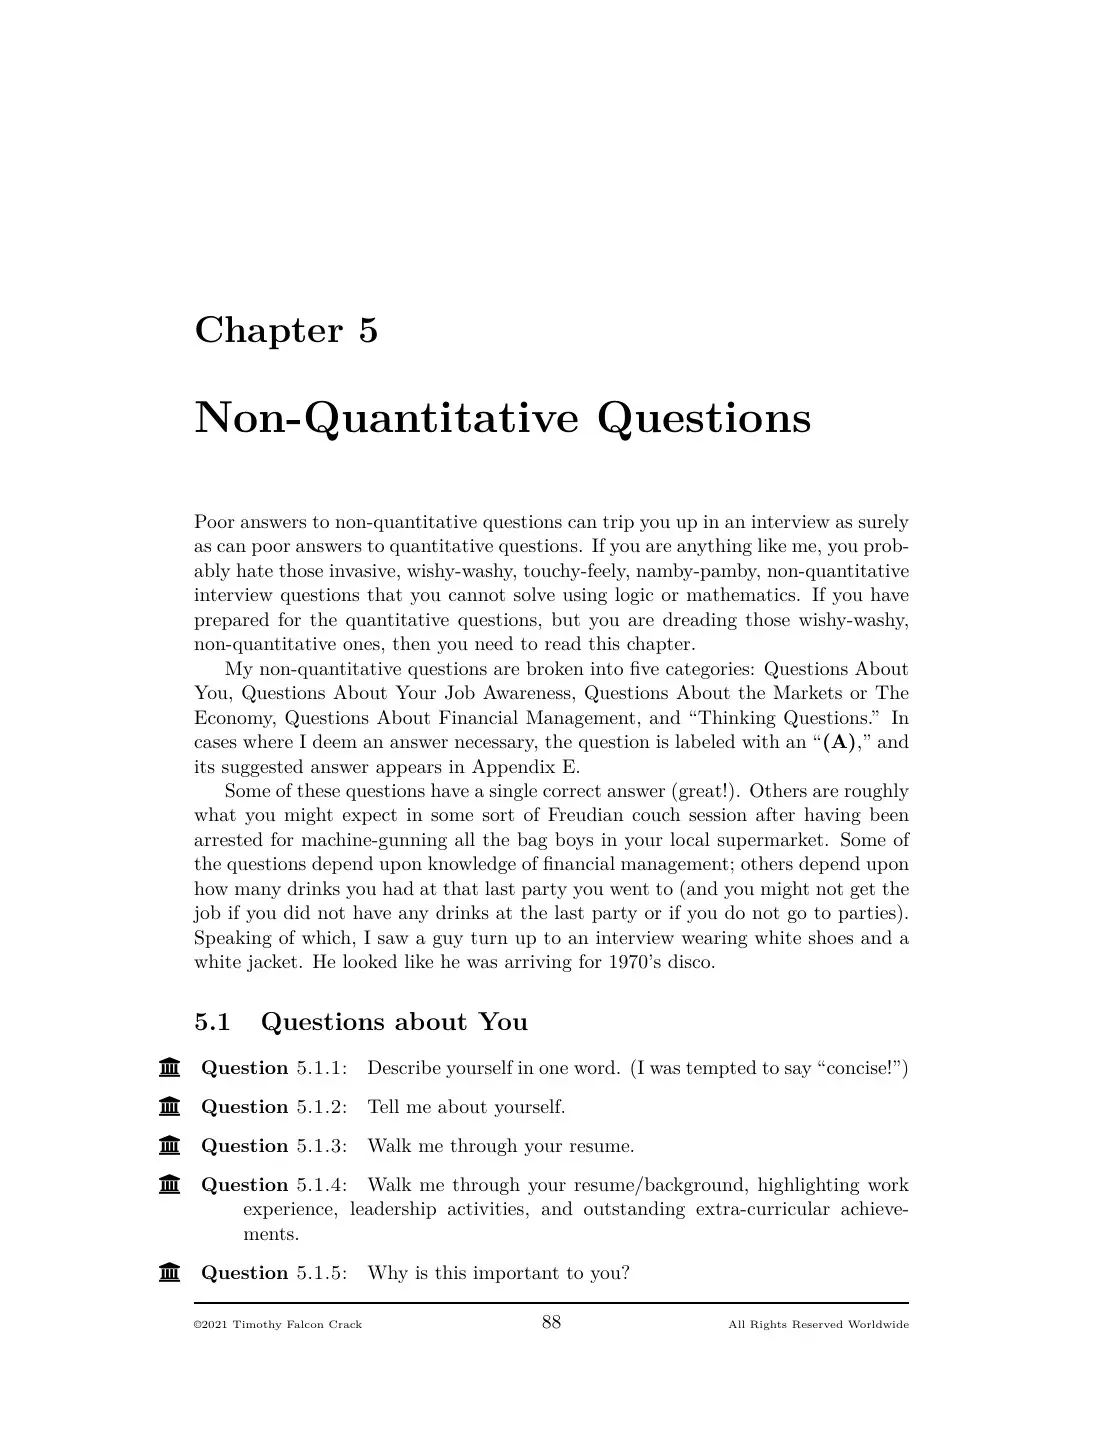 Chapter 5
Non-Quantitative Questions
Poor answers to non-quantitative questions can trip you up in an interview as surely
as can poor answers to quantitative questions. If you are anything like me, you prob-
ably hate those invasive, wishy-washy, touchy-feely, namby-pamby, non-quantitative
interview questions that you cannot solve using logic or mathematics. If you have
prepared for the quantitative questions, but you are dreading those wishy-washy,
non-quantitative ones, then you need to read this chapter.
My non-quantitative questions are broken into five categories: Questions About
You, Questions About Your Job Awareness, Questions About the Markets or The
Economy, Questions About Financial Management, and “Thinking Questions.” In
cases where I deem an answer necessary, the question is labeled with an “(A),” and
its suggested answer appears in Appendix E.
Some of these questions have a single correct answer (great!). Others are roughly
what you might expect in some sort of Freudian couch session after having been
arrested for machine-gunning all the bag boys in your local supermarket. Some of
the questions depend upon knowledge of financial management; others depend upon
how many drinks you had at that last party you went to (and you might not get the
job if you did not have any drinks at the last party or if you do not go to parties).
Speaking of which, I saw a guy turn up to an interview wearing white shoes and a
white jacket. He looked like he was arriving for 1970’s disco.
5.1 Questions about You
Question 5.1.1: Describe yourself in one word. (I was tempted to say “concise!”)
Question 5.1.2: Tell me about yourself.
Question 5.1.3: Walk me through your resume.
Question 5.1.4: Walk me through your resume/background, highlighting work
experience, leadership activities, and outstanding extra-curricular achieve-
ments.
Question 5.1.5: Why is this important to you?
©2021 Timothy Falcon Crack 88 All Rights Reserved Worldwide